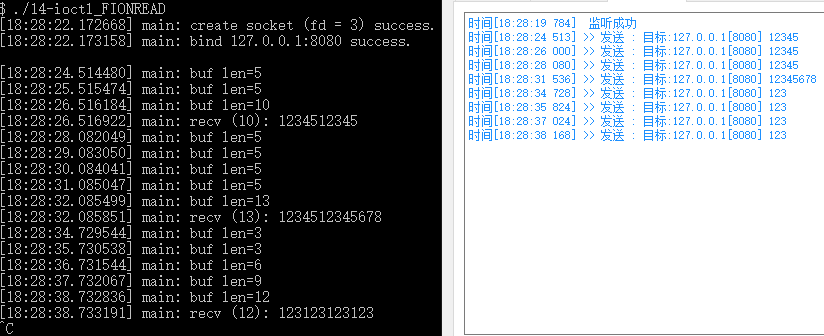 $ ./14-ioctl_FIONREAD
[18:28:22.172668] main: create socket (fd = 3) success.
[18:28:22.173158] main: bind 127.0.0.1:8080 success.
[18:28:24.514480] main: buf len=5
[18:28:25.515474] main: buf len=5
[18:28:26.516184] main: buf len=10
[18:28:26.516922] main: recv (10): 1234512345
[18:28:28.082049] main: buf len=5
[18:28:29.083050] main: buf len=5
[18:28:30.084041] main: buf len=5
[18:28:31.085047] main: buf len=5
[18:28:32.085499] main: buf len=13
[18:28:32.085851] main: recv (13): 1234512345678
[18:28:34.729544] main: buf len=3
[18:28:35.730538] main: buf len=3
[18:28:36.731544] main: buf len=6
[18:28:37.732067] main: buf len=9
[18:28:38.732836] main: buf len=12
[18:28:38.733191] main: recv (12): 123123123123
^C
时间[18:28:19 784] 监听成功
时间[18:28:24 513] >> 发送 : 目标:127.0.0.1[8080] 12345
时间[18:28:26 000] >> 发送 : 目标:127.0.0.1[8080] 12345
时间[18:28:28 080] >> 发送 : 目标:127.0.0.1[8080] 12345
时间[18:28:31 536] >> 发送 : 目标:127.0.0.1[8080] 12345678
时间[18:28:34 728] >> 发送 : 目标:127.0.0.1[8080] 123
时间[18:28:35 824] >> 发送 : 目标:127.0.0.1[8080] 123
时间[18:28:37 024] >> 发送 : 目标:127.0.0.1[8080] 123
时间[18:28:38 168] >> 发送 : 目标:127.0.0.1[8080] 123